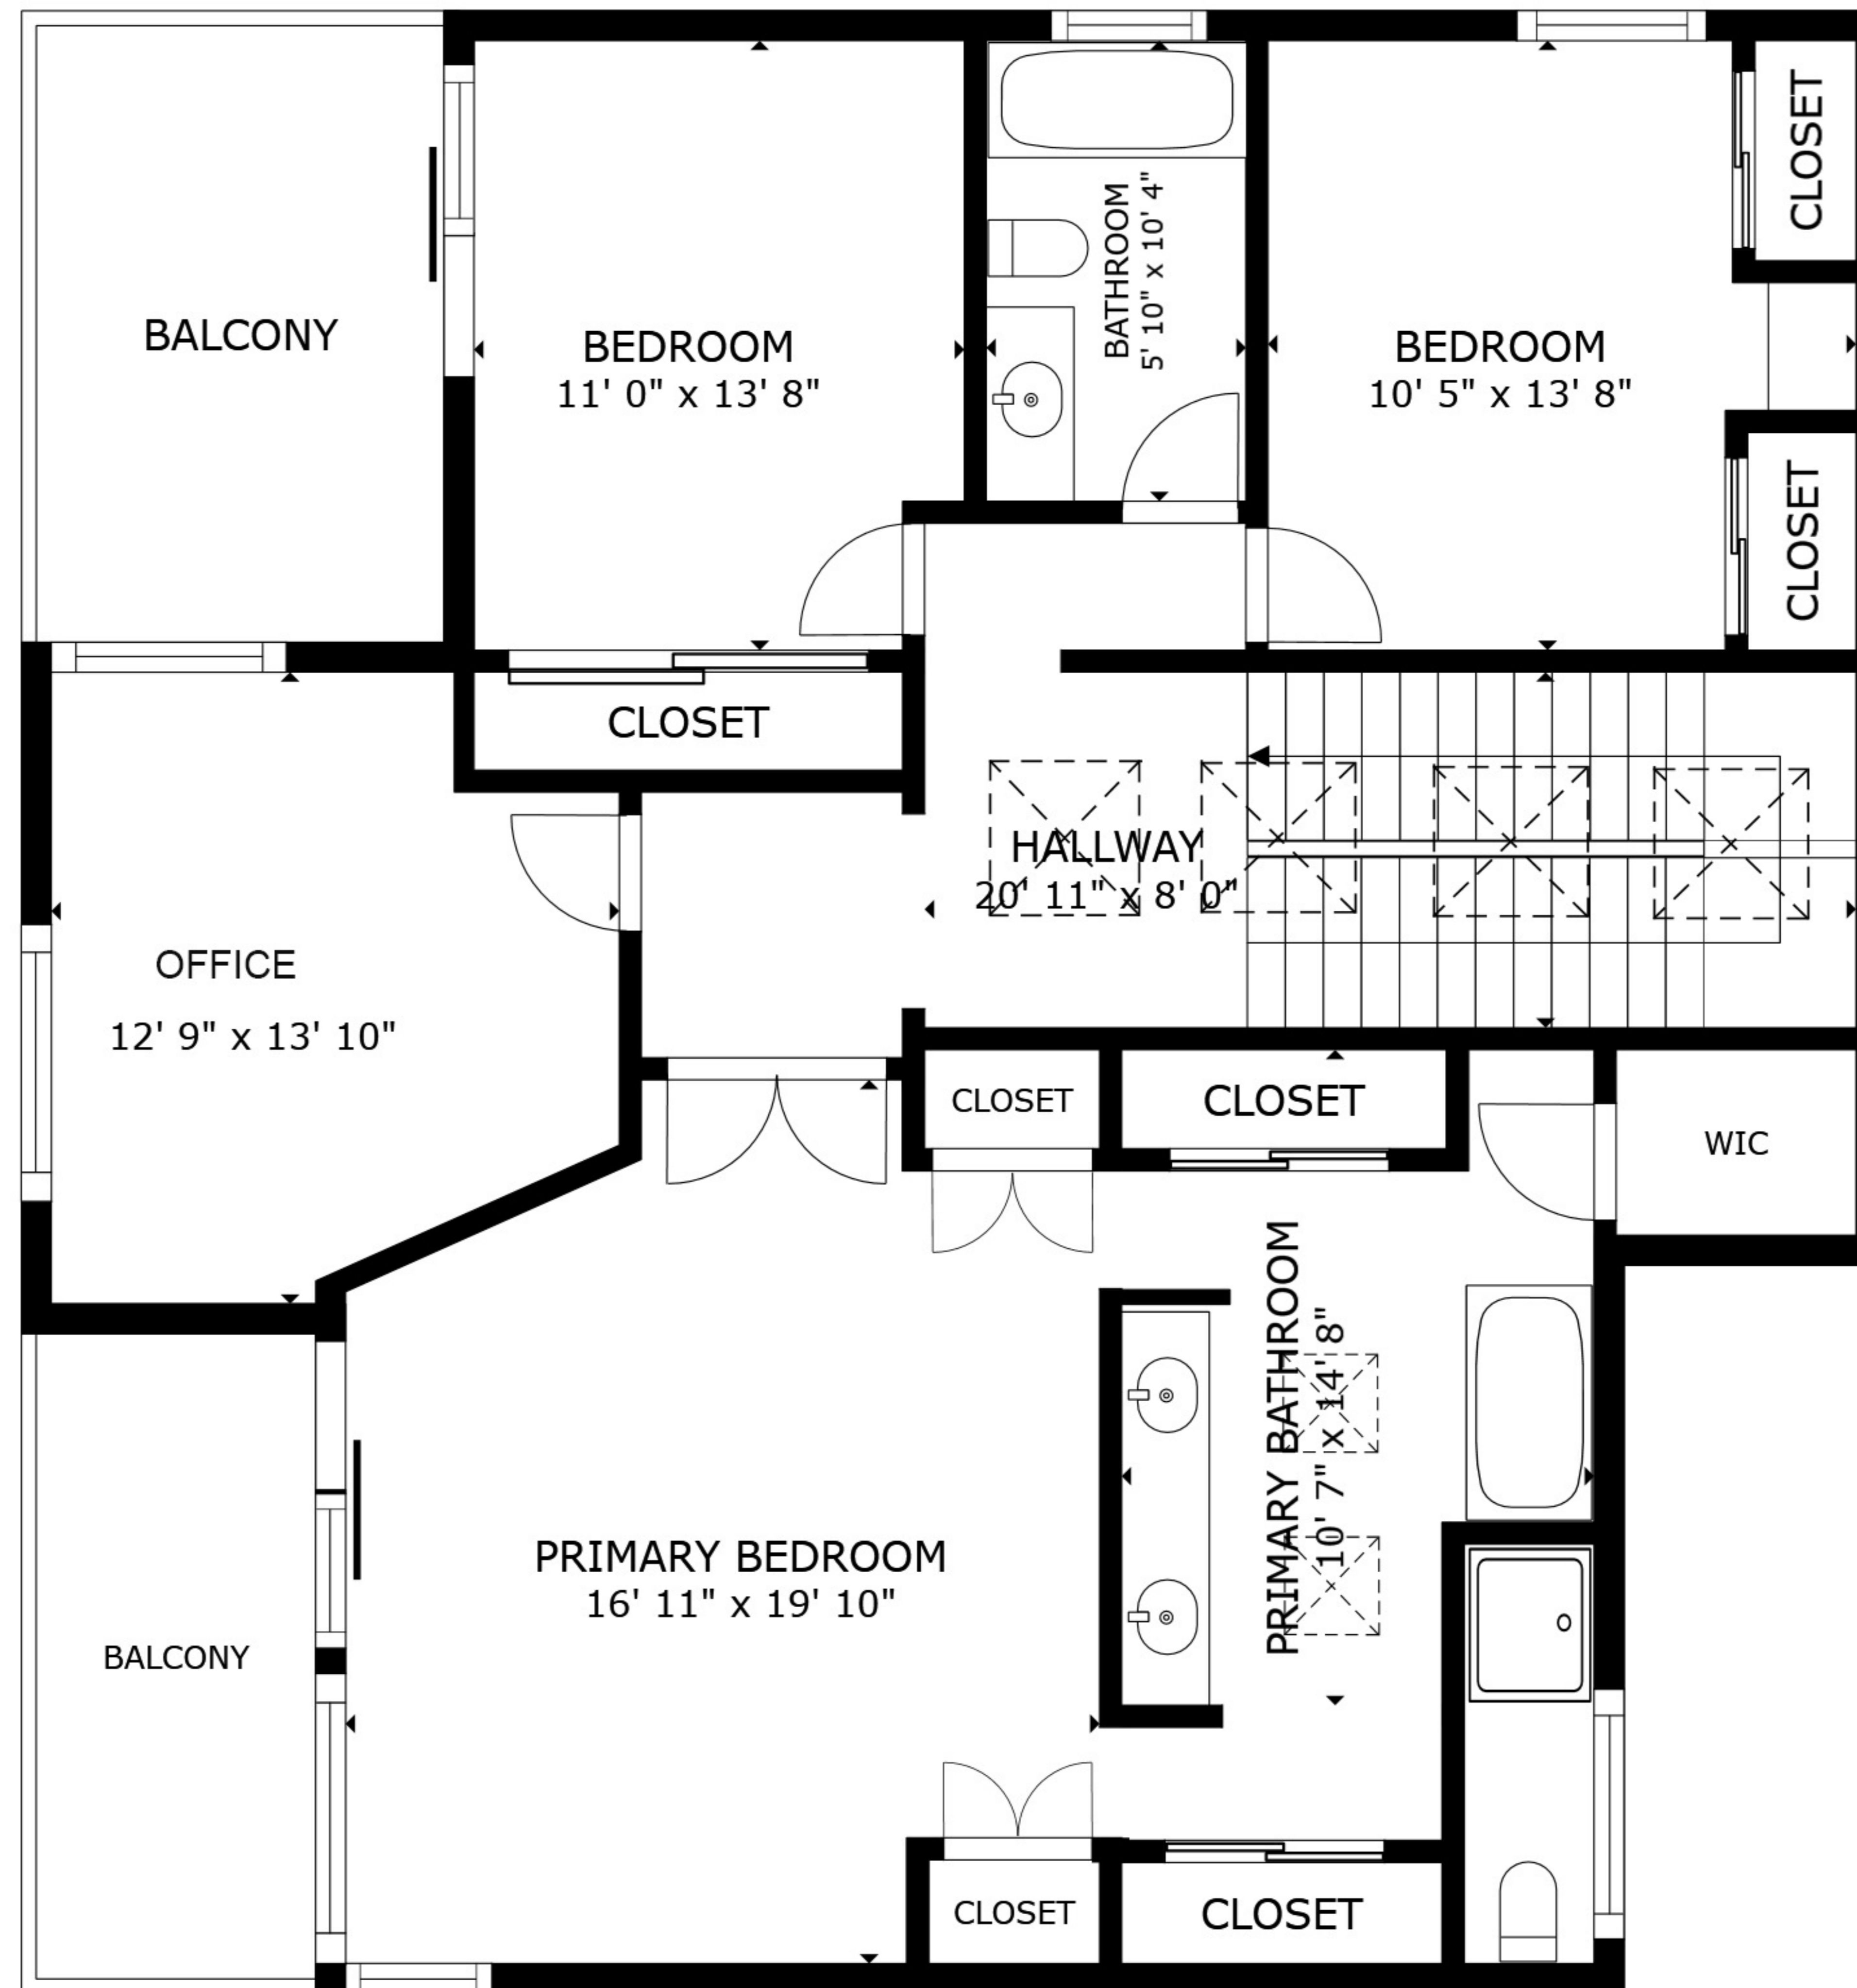 CLOSET
BALCONY
BEDROOM
11' 0" x 13' 8"
BATHROOM
5' 10" x 10' 4"
BEDROOM
10' 5" x 13' 8"
CLOSET
CLOSET
HALLWAY
20' 11" x 8' 0"
OFFICE
12' 9" x 13' 10"
CLOSET
CLOSET
WIC
PRIMARY BATHROOM
10' 7" x 14' 8"
PRIMARY BEDROOM
16' 11" x 19' 10"
BALCONY
CLOSET
CLOSET